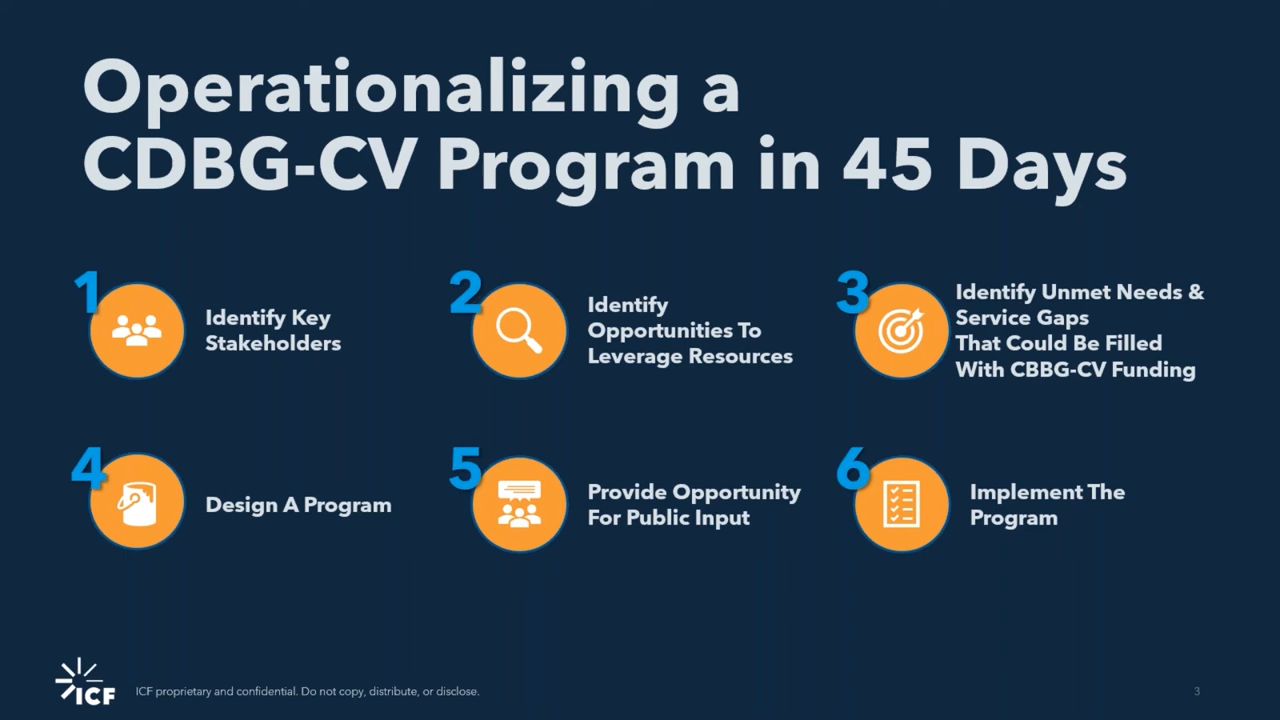 Operationalizing a
CDBG-CV Program in 45 Days
1
Identify Key
Stakeholders
2
Identify
Opportunities To
Leverage Resources
3
Identify Unmet Needs &
Service Gaps
That Could Be Filled
With CBBG-CV Funding
4
Design A Program
5
Provide Opportunity
For Public Input
6
Implement The
Program
ICF
ICF proprietary and confidential. Do not copy, distribute, or disclose.
3